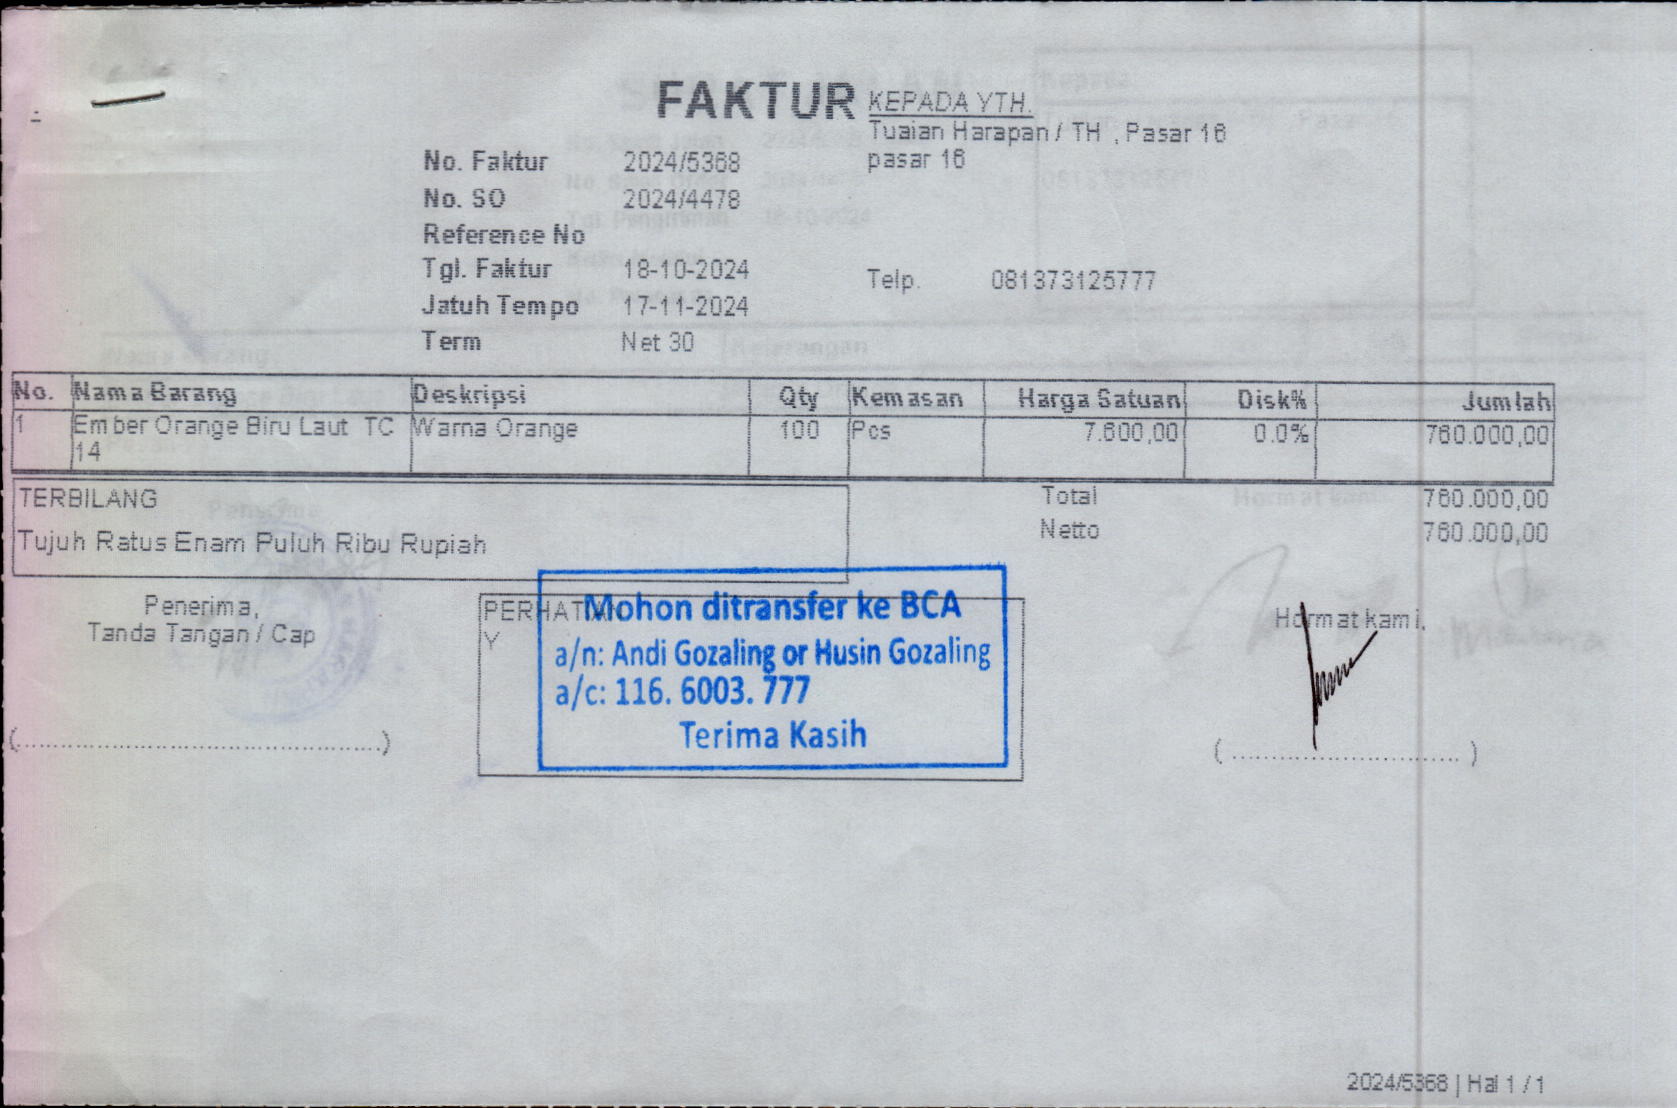 FAKTUR
KEPADA YTH.
Tuaian Harapan / TH , Pasar 16
pasar 16
No. Faktur 2024/5368
No. SO 2024/4478
Reference No
Tgl. Faktur 18-10-2024
Telp. 081373125777
Jatuh Tempo 17-11-2024
Term Net 30
No. Nama Barang Deskripsi Qty Kemasan Harga Satuan Disk% Jumlah
1 Ember Orange Biru Laut TC Warna Orange 100 Pcs 7.600,00 0.0% 760.000,00
14
TERBILANG Total 760.000,00
Tujuh Ratus Enam Puluh Ribu Rupiah Netto 760.000,00
Penerima,
Tanda Tangan / Cap
(........................................................)
PERHATIAN
Y
Mohon ditransfer ke BCA
a/n: Andi Gozaling or Husin Gozaling
a/c: 116. 6003. 777
Terima Kasih
Hormat kami,
( ................................... )
2024/5368 | Hal 1 / 1